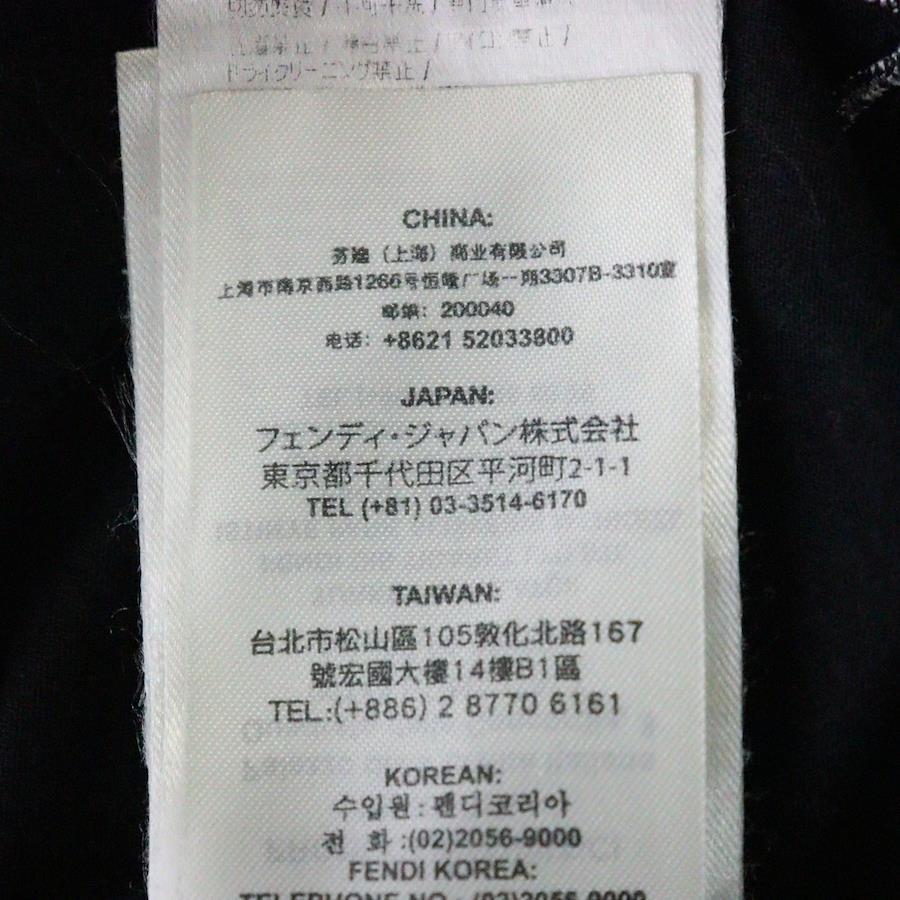 ドライクリーニング禁止 /
CHINA:
芬迪（上海）商业有限公司
上海市南京西路1266号恒隆广场一期3307B-3310室
邮编：200040
电话：+8621 52033800
JAPAN:
フェンディ・ジャパン株式会社
東京都千代田区平河町2-1-1
TEL (+81) 03-3514-6170
TAIWAN:
台北市松山區105敦化北路167
號宏國大樓14樓B1區
TEL.:(+886) 2 8770 6161
KOREAN:
수입원 : 펜디코리아
전 화 :(02)2056-9000
FENDI KOREA:
TELEPHONE NO.: (02)2056-9000